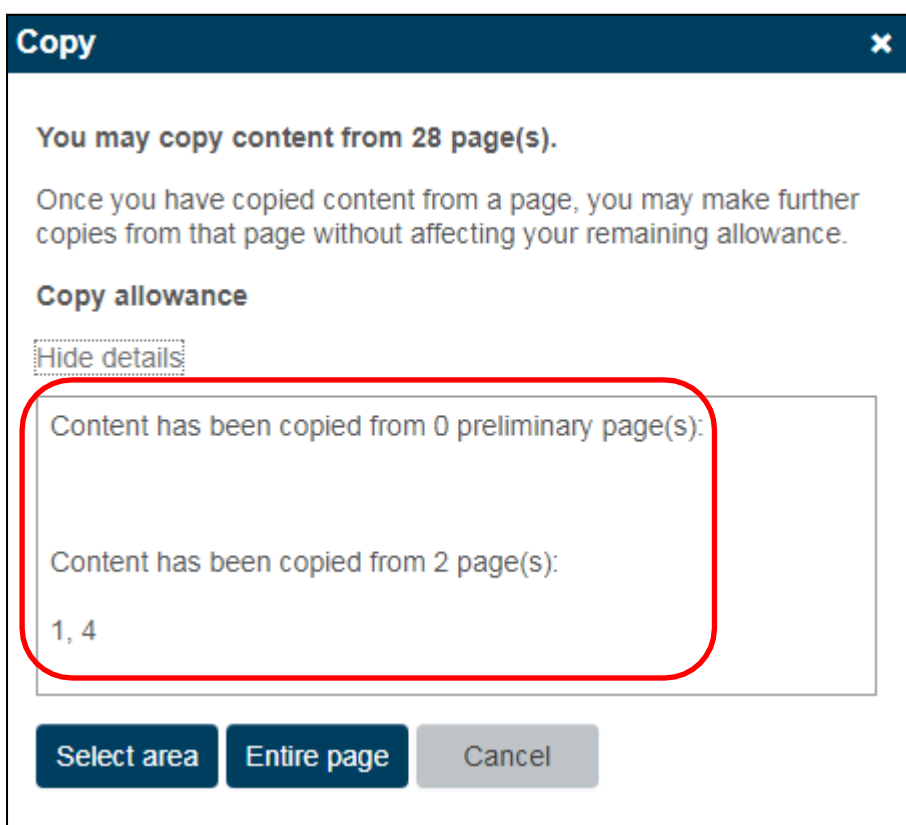 Copy
You may copy content from 28 page(s).
Once you have copied content from a page, you may make further
copies from that page without affecting your remaining allowance.
Copy allowance
Hide details
Content has been copied from 0 preliminary page(s):
Content has been copied from 2 page(s):
1, 4
Select area Entire page Cancel